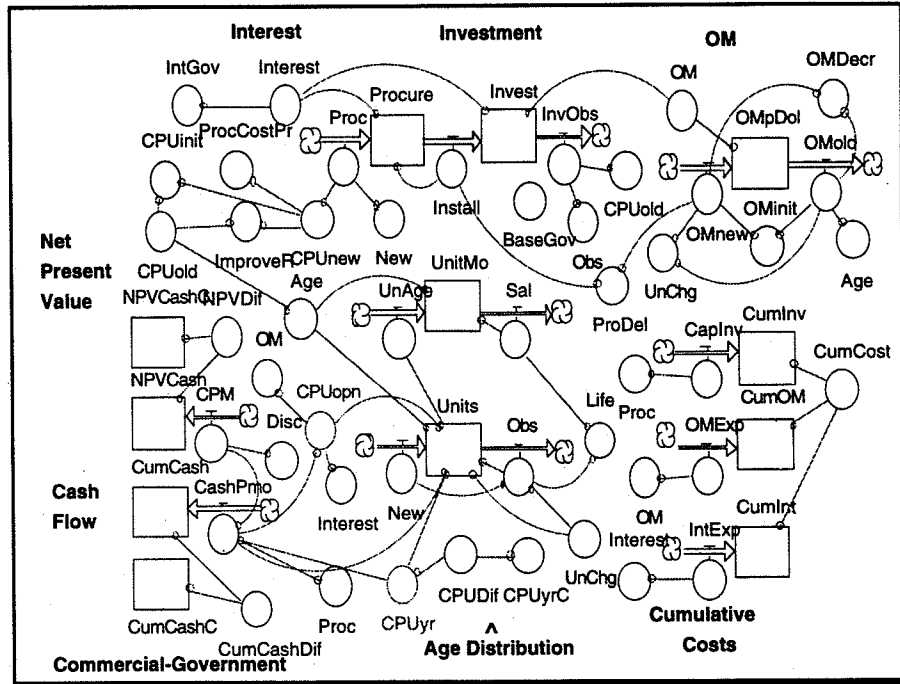 Interest
Investment
OM
IntGov
Interest
Procure
Invest
OM
OMDecr
Proc
InvObs
OMpDol
OMold
CPUinit
ProcCostPr
Install
CPUold
OMinit
BaseGov
OMnew
Net
Present
Value
CPUold
ImproveF
CPUnew
New
UnitMo
Obs
UnChg
Age
NPVCashC
NPVDif
Age
UnAge
Sal
ProDel
CapInv
CumInv
CumCost
OM
NPVCash
CPM
CPUopn
Disc
Units
Obs
Life
Proc
CumOM
OMExp
CumCash
Cash
Flow
CashPmo
Interest
New
OM
Interest
IntExp
CumInt
CumCashC
CumCashDif
Proc
CPUyr
CPUDif
CPUyrC
UnChg
Cumulative
Costs
^
Age Distribution
Commercial-Government